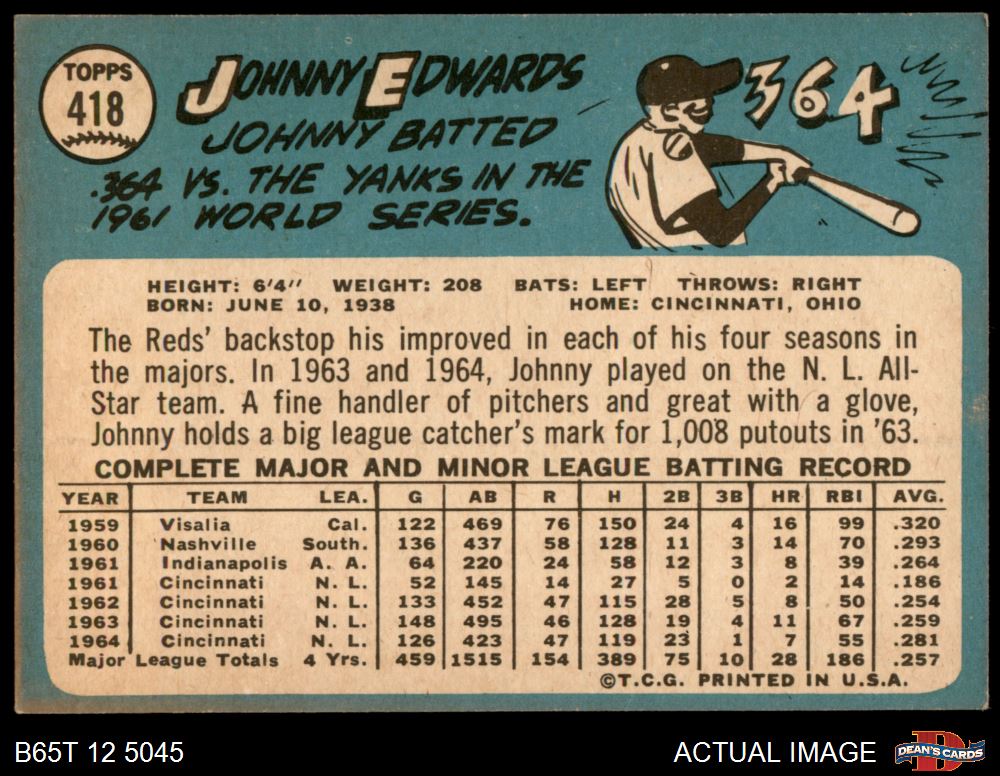 TOPPS
418
JOHNNY EDWARDS
JOHNNY BATTED
.364 VS. THE YANKS IN THE
1961 WORLD SERIES.
364
HEIGHT: 6'4" WEIGHT: 208 BATS: LEFT THROWS: RIGHT
BORN: JUNE 10, 1938 HOME: CINCINNATI, OHIO
The Reds' backstop his improved in each of his four seasons in
the majors. In 1963 and 1964, Johnny played on the N. L. All-
Star team. A fine handler of pitchers and great with a glove,
Johnny holds a big league catcher's mark for 1,008 putouts in '63.
COMPLETE MAJOR AND MINOR LEAGUE BATTING RECORD
YEAR TEAM LEA. G AB R H 2B 3B HR RBI AVG.
1959 Visalia Cal. 122 469 76 150 24 4 16 99 .320
1960 Nashville South. 136 437 58 128 11 3 14 70 .293
1961 Indianapolis A. A. 64 220 24 58 12 3 8 39 .264
1961 Cincinnati N. L. 52 145 14 27 5 0 2 14 .186
1962 Cincinnati N. L. 133 452 47 115 28 5 8 50 .254
1963 Cincinnati N. L. 148 495 46 128 19 4 11 67 .259
1964 Cincinnati N. L. 126 423 47 119 23 1 7 55 .281
Major League Totals 4 Yrs. 459 1515 154 389 75 10 28 186 .257
©T.C.G. PRINTED IN U.S.A.
B65T 12 5045
ACTUAL IMAGE
D
DEAN'S CARDS